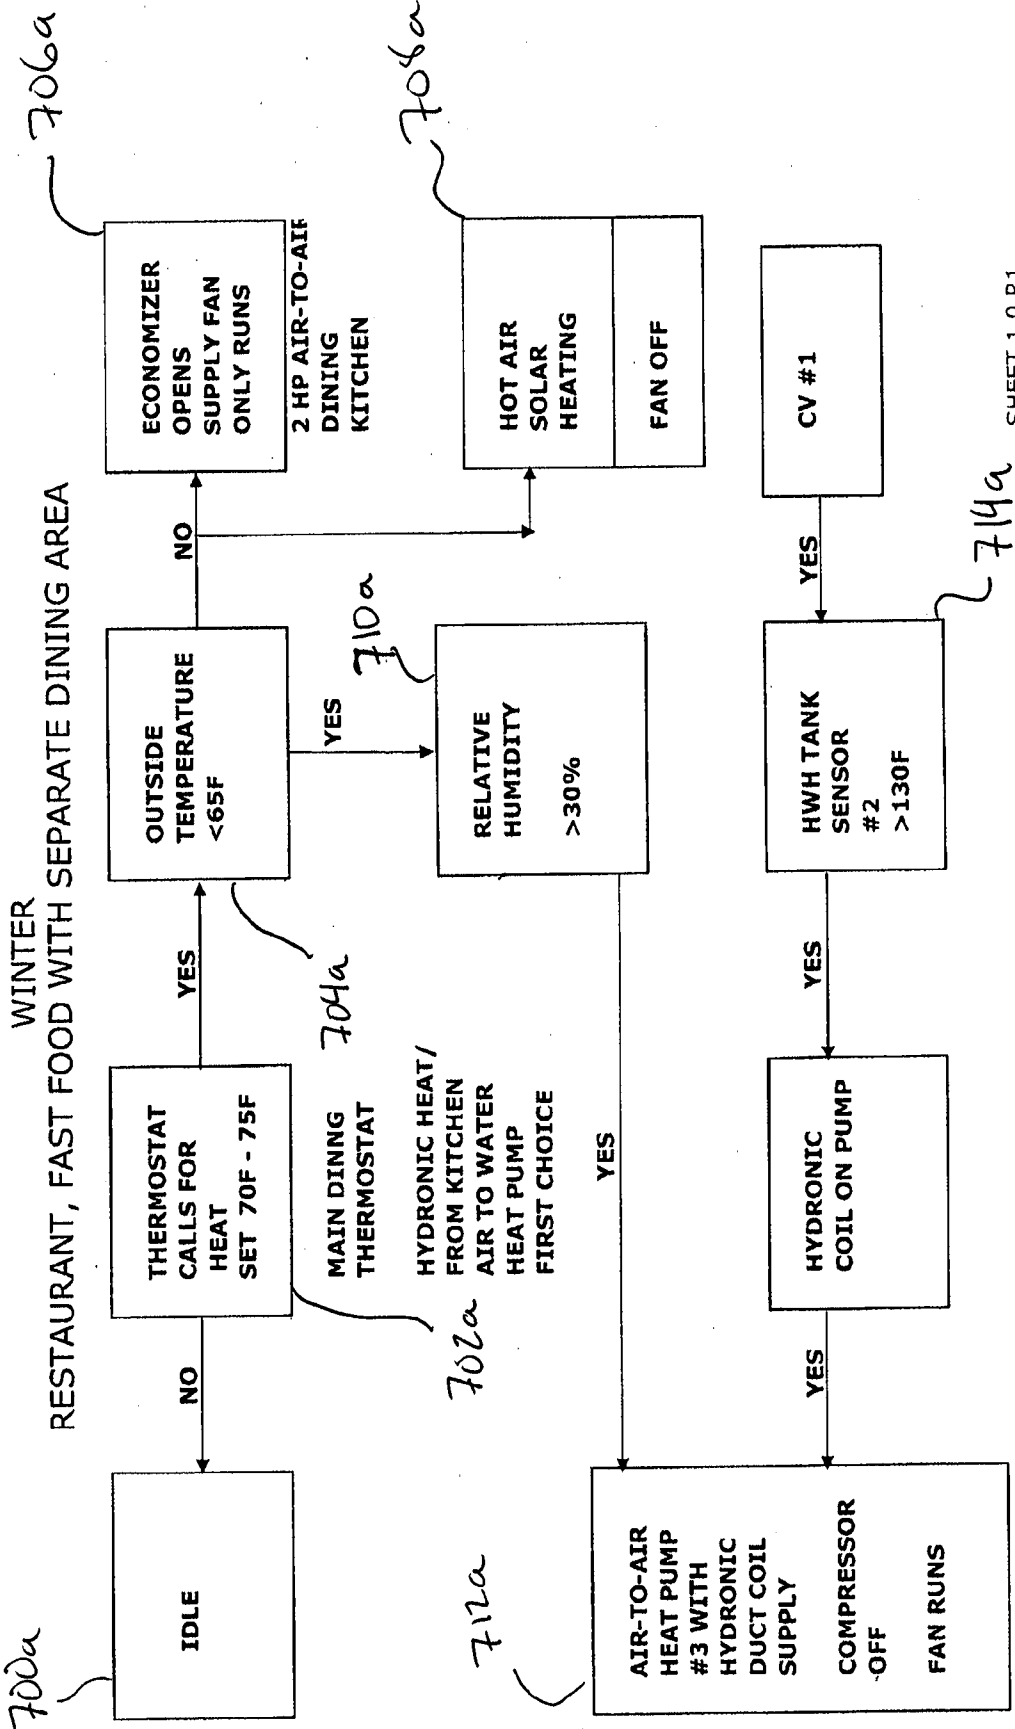 WINTER
RESTAURANT, FAST FOOD WITH SEPARATE DINING AREA
700a
IDLE
NO
THERMOSTAT
CALLS FOR
HEAT
SET 70F - 75F
702a
MAIN DINING
THERMOSTAT
HYDRONIC HEAT/
FROM KITCHEN
AIR TO WATER
HEAT PUMP
FIRST CHOICE
YES
OUTSIDE
TEMPERATURE
<65F
704a
NO
ECONOMIZER
OPENS
SUPPLY FAN
ONLY RUNS
706a
2 HP AIR-TO-AIR
DINING
KITCHEN
HOT AIR
SOLAR
HEATING
FAN OFF
708a
YES
RELATIVE
HUMIDITY
>30%
710a
YES
712a
AIR-TO-AIR
HEAT PUMP
#3 WITH
HYDRONIC
DUCT COIL
SUPPLY
COMPRESSOR
OFF
FAN RUNS
YES
HYDRONIC
COIL ON PUMP
YES
HWH TANK
SENSOR
#2
>130F
714a
YES
CV #1